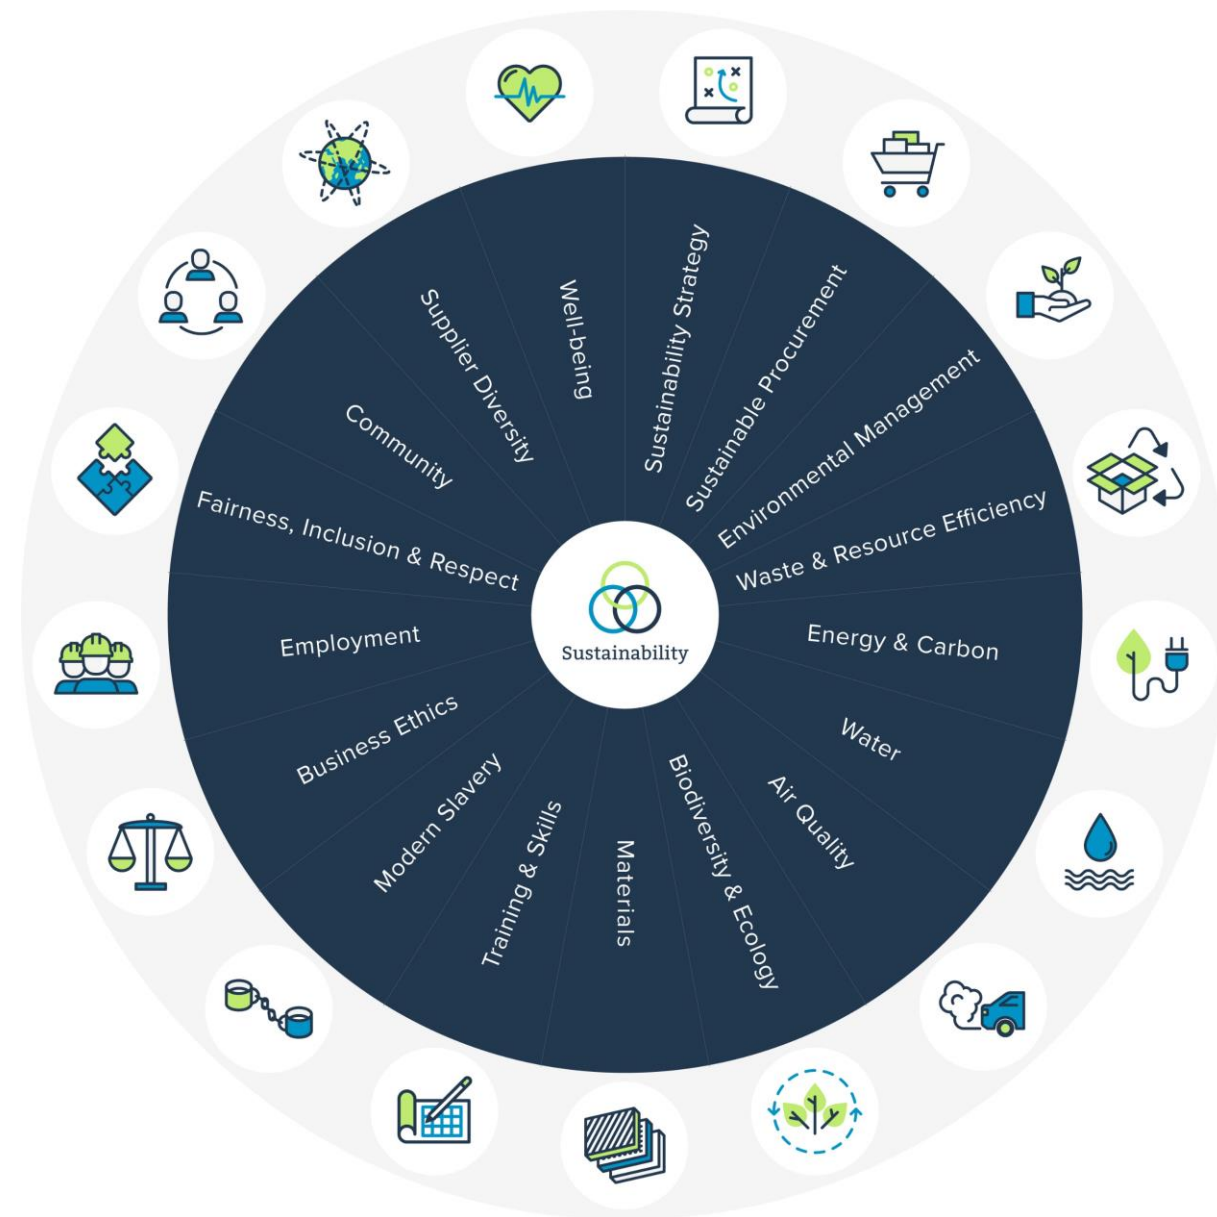 Sustainability Strategy
Sustainable Procurement
Environmental Management
Waste & Resource Efficiency
Energy & Carbon
Water
Air Quality
Biodiversity & Ecology
Materials
Training & Skills
Modern Slavery
Business Ethics
Employment
Fairness, Inclusion & Respect
Community
Supplier Diversity
Well-being
Sustainability